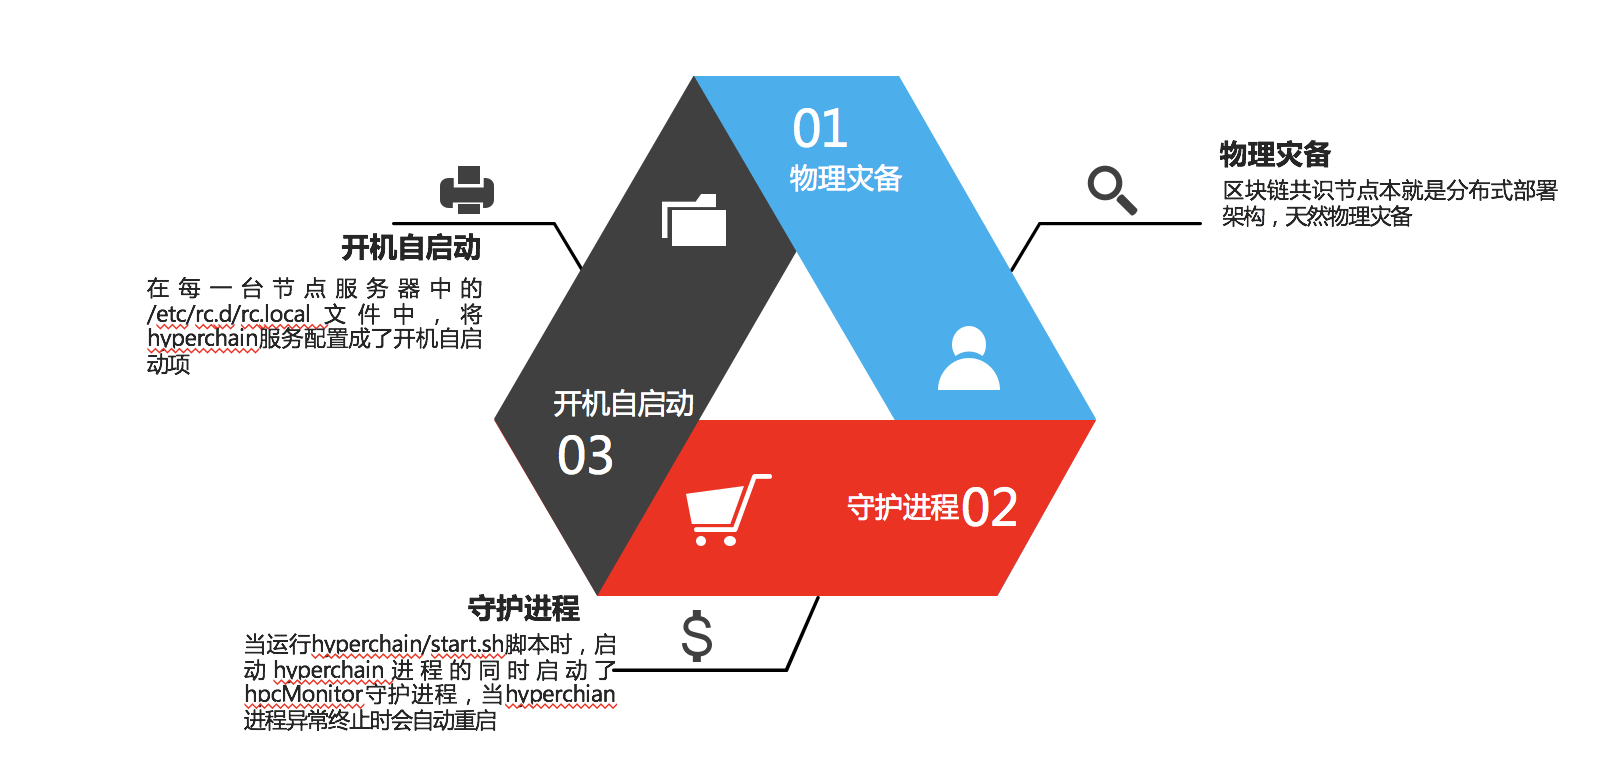 01
物理灾备
物理灾备
区块链共识节点本就是分布式部署
架构，天然物理灾备
开机自启动
在每一台节点服务器中的
/etc/rc.d/rc.local 文件中，将
hyperchain服务配置成了开机自启
动项
开机自启动
03
守护进程02
守护进程
当运行hyperchain/start.sh脚本时，启
动hyperchain进程的同时启动了
hpcMonitor守护进程，当hyperchian
进程异常终止时会自动重启
$